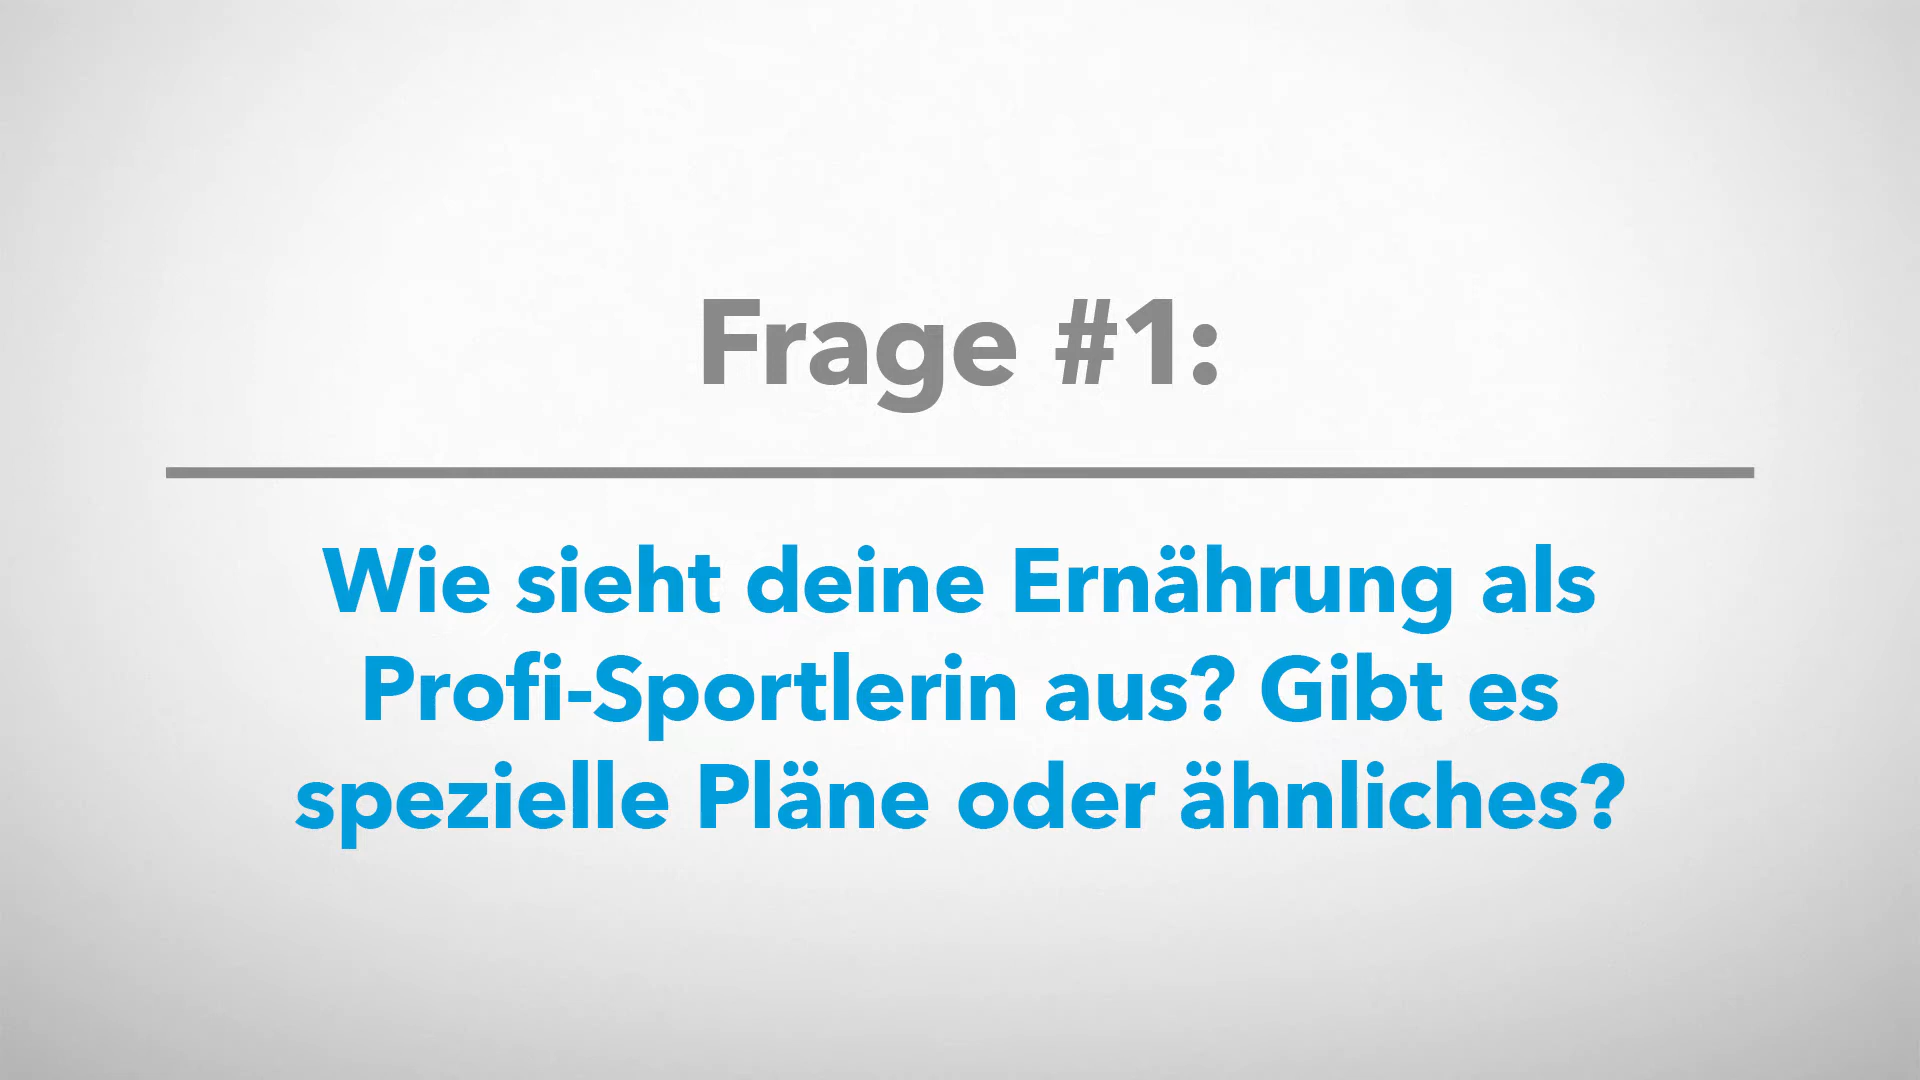 Frage #1:
Wie sieht deine Ernährung als
Profi-Sportlerin aus? Gibt es
spezielle Pläne oder ähnliches?